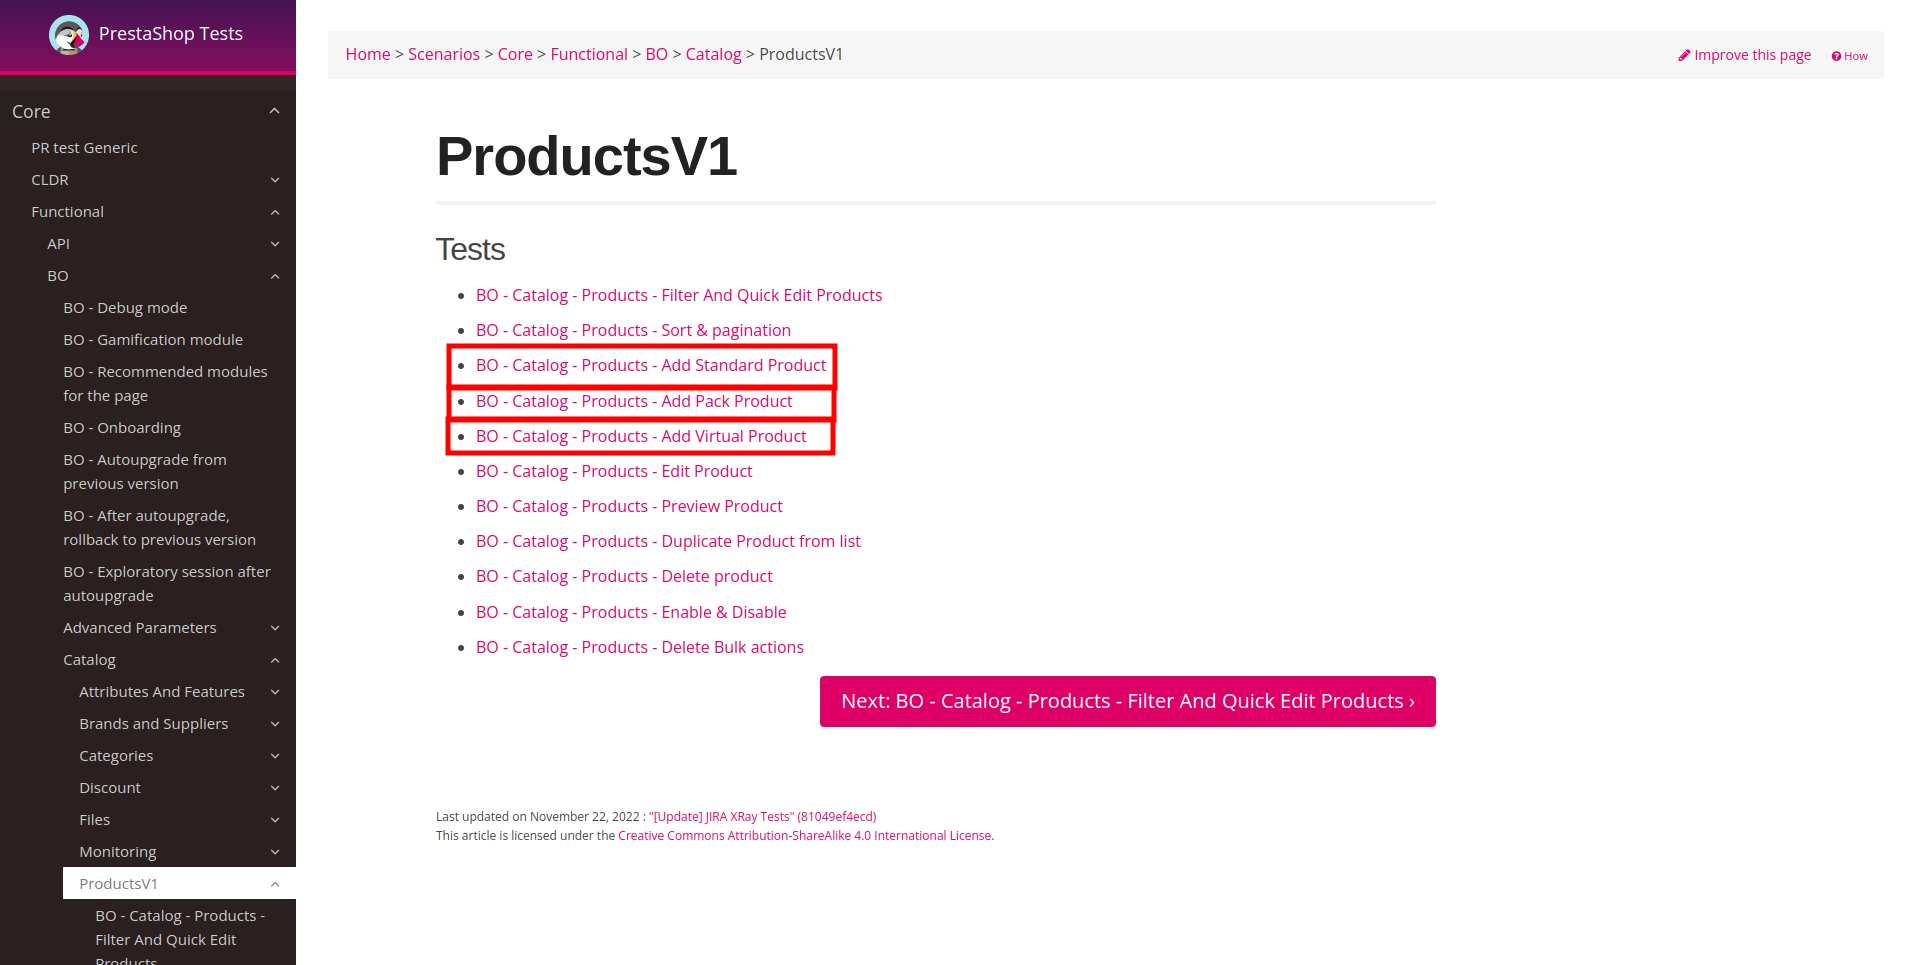 PrestaShop Tests
Core
PR test Generic
CLDR
Functional
API
BO
BO - Debug mode
BO - Gamification module
BO - Recommended modules
for the page
BO - Onboarding
BO - Autoupgrade from
previous version
BO - After autoupgrade,
rollback to previous version
BO - Exploratory session after
autoupgrade
Advanced Parameters
Catalog
Attributes And Features
Brands and Suppliers
Categories
Discount
Files
Monitoring
ProductsV1
BO - Catalog - Products -
Filter And Quick Edit
Products
Home > Scenarios > Core > Functional > BO > Catalog > ProductsV1
Improve this page
How
ProductsV1
Tests
BO - Catalog - Products - Filter And Quick Edit Products
BO - Catalog - Products - Sort & pagination
BO - Catalog - Products - Add Standard Product
BO - Catalog - Products - Add Pack Product
BO - Catalog - Products - Add Virtual Product
BO - Catalog - Products - Edit Product
BO - Catalog - Products - Preview Product
BO - Catalog - Products - Duplicate Product from list
BO - Catalog - Products - Delete product
BO - Catalog - Products - Enable & Disable
BO - Catalog - Products - Delete Bulk actions
Next: BO - Catalog - Products - Filter And Quick Edit Products ›
Last updated on November 22, 2022 : "[Update] JIRA XRay Tests" (81049ef4ecd)
This article is licensed under the Creative Commons Attribution-ShareAlike 4.0 International License.